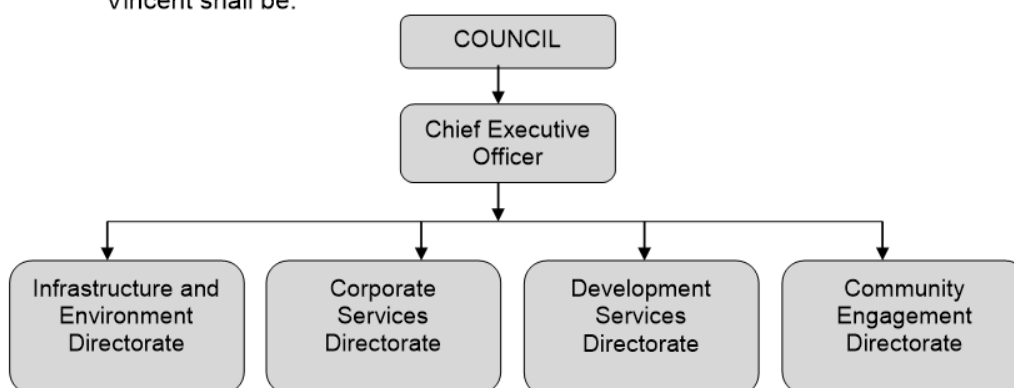 Vincent shall be:
COUNCIL
Chief Executive
Officer
Infrastructure and
Environment
Directorate
Corporate
Services
Directorate
Development
Services
Directorate
Community
Engagement
Directorate